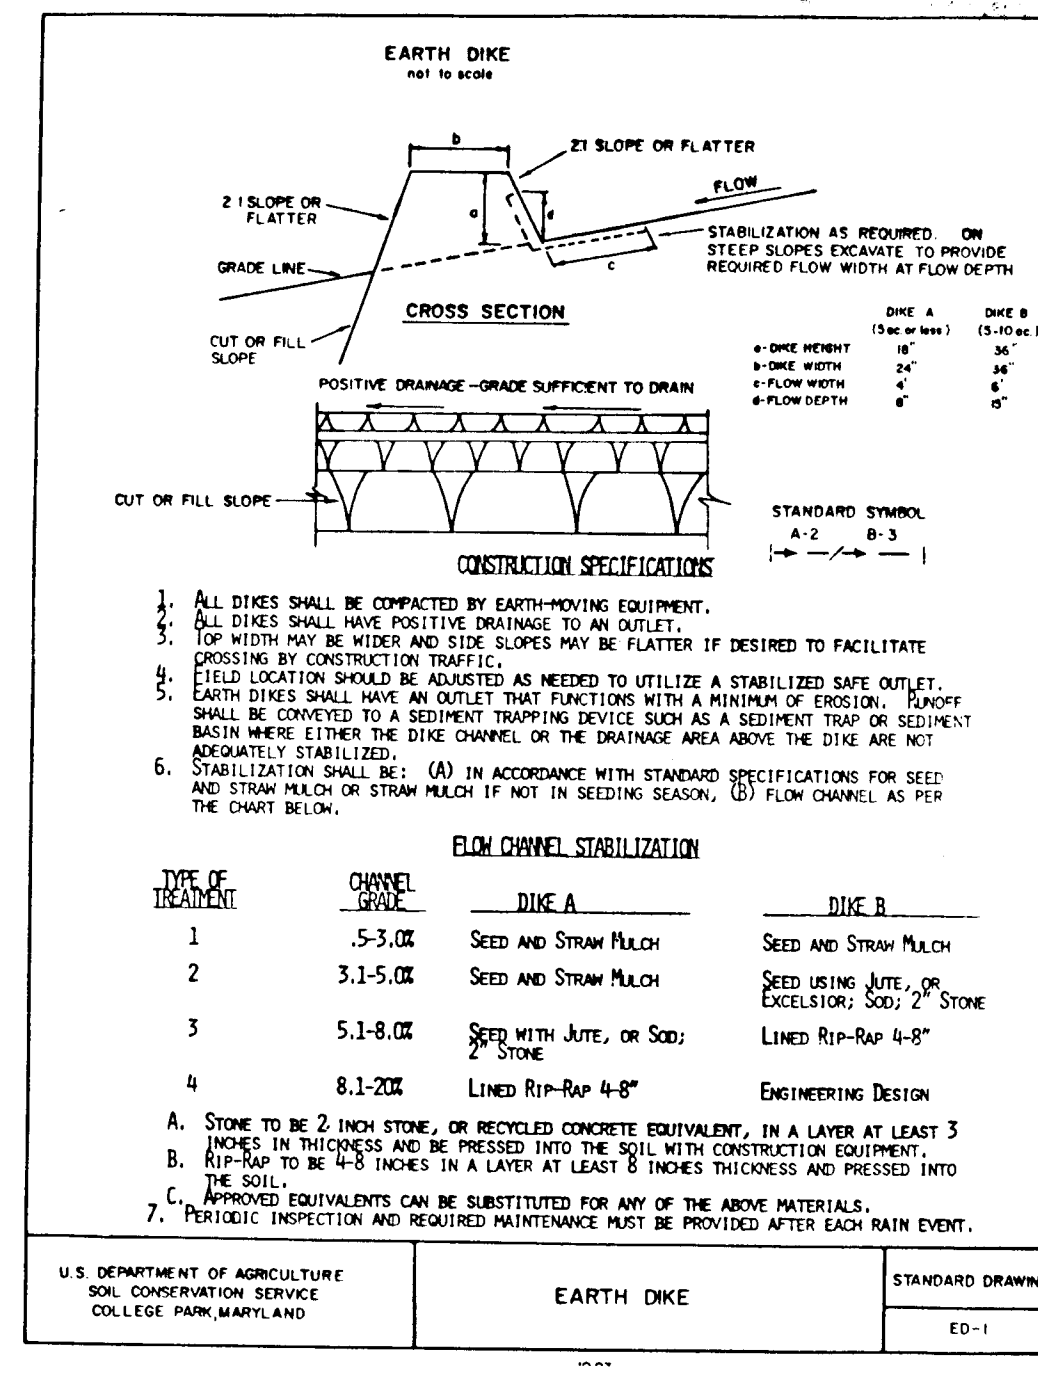 EARTH DIKE
not to scale
b
2:1 SLOPE OR FLATTER
FLOW
2:1 SLOPE OR
FLATTER
a
d
STABILIZATION AS REQUIRED. ON
STEEP SLOPES EXCAVATE TO PROVIDE
REQUIRED FLOW WIDTH AT FLOW DEPTH
GRADE LINE
c
CROSS SECTION
CUT OR FILL
SLOPE
DIKE A DIKE B
(5 ac. or less) (5-10 ac.)
a-DIKE HEIGHT 18" 36"
b-DIKE WIDTH 24" 36"
c-FLOW WIDTH 4' 6'
d-FLOW DEPTH 8" 15"
POSITIVE DRAINAGE-GRADE SUFFICIENT TO DRAIN
CUT OR FILL SLOPE
STANDARD SYMBOL
A-2 B-3
CONSTRUCTION SPECIFICATIONS
1. ALL DIKES SHALL BE COMPACTED BY EARTH-MOVING EQUIPMENT.
2. ALL DIKES SHALL HAVE POSITIVE DRAINAGE TO AN OUTLET.
3. TOP WIDTH MAY BE WIDER AND SIDE SLOPES MAY BE FLATTER IF DESIRED TO FACILITATE
CROSSING BY CONSTRUCTION TRAFFIC.
4. FIELD LOCATION SHOULD BE ADJUSTED AS NEEDED TO UTILIZE A STABILIZED SAFE OUTLET.
5. EARTH DIKES SHALL HAVE AN OUTLET THAT FUNCTIONS WITH A MINIMUM OF EROSION. RUNOFF
SHALL BE CONVEYED TO A SEDIMENT TRAPPING DEVICE SUCH AS A SEDIMENT TRAP OR SEDIMENT
BASIN WHERE EITHER THE DIKE CHANNEL OR THE DRAINAGE AREA ABOVE THE DIKE ARE NOT
ADEQUATELY STABILIZED.
6. STABILIZATION SHALL BE: (A) IN ACCORDANCE WITH STANDARD SPECIFICATIONS FOR SEED
AND STRAW MULCH OR STRAW MULCH IF NOT IN SEEDING SEASON, (B) FLOW CHANNEL AS PER
THE CHART BELOW.
FLOW CHANNEL STABILIZATION
TYPE OF CHANNEL
TREATMENT GRADE DIKE A DIKE B
1 .5-3.0% SEED AND STRAW MULCH SEED AND STRAW MULCH
2 3.1-5.0% SEED AND STRAW MULCH SEED USING JUTE, OR
EXCELSIOR; SOD; 2" STONE
3 5.1-8.0% SEED WITH JUTE, OR SOD; LINED RIP-RAP 4-8"
2" STONE
4 8.1-20% LINED RIP-RAP 4-8" ENGINEERING DESIGN
A. STONE TO BE 2 INCH STONE, OR RECYCLED CONCRETE EQUIVALENT, IN A LAYER AT LEAST 3
INCHES IN THICKNESS AND BE PRESSED INTO THE SOIL WITH CONSTRUCTION EQUIPMENT.
B. RIP-RAP TO BE 4-8 INCHES IN A LAYER AT LEAST 8 INCHES THICKNESS AND PRESSED INTO
THE SOIL.
C. APPROVED EQUIVALENTS CAN BE SUBSTITUTED FOR ANY OF THE ABOVE MATERIALS.
7. PERIODIC INSPECTION AND REQUIRED MAINTENANCE MUST BE PROVIDED AFTER EACH RAIN EVENT.
U.S. DEPARTMENT OF AGRICULTURE
SOIL CONSERVATION SERVICE
COLLEGE PARK, MARYLAND
EARTH DIKE
STANDARD DRAWIN
ED-1